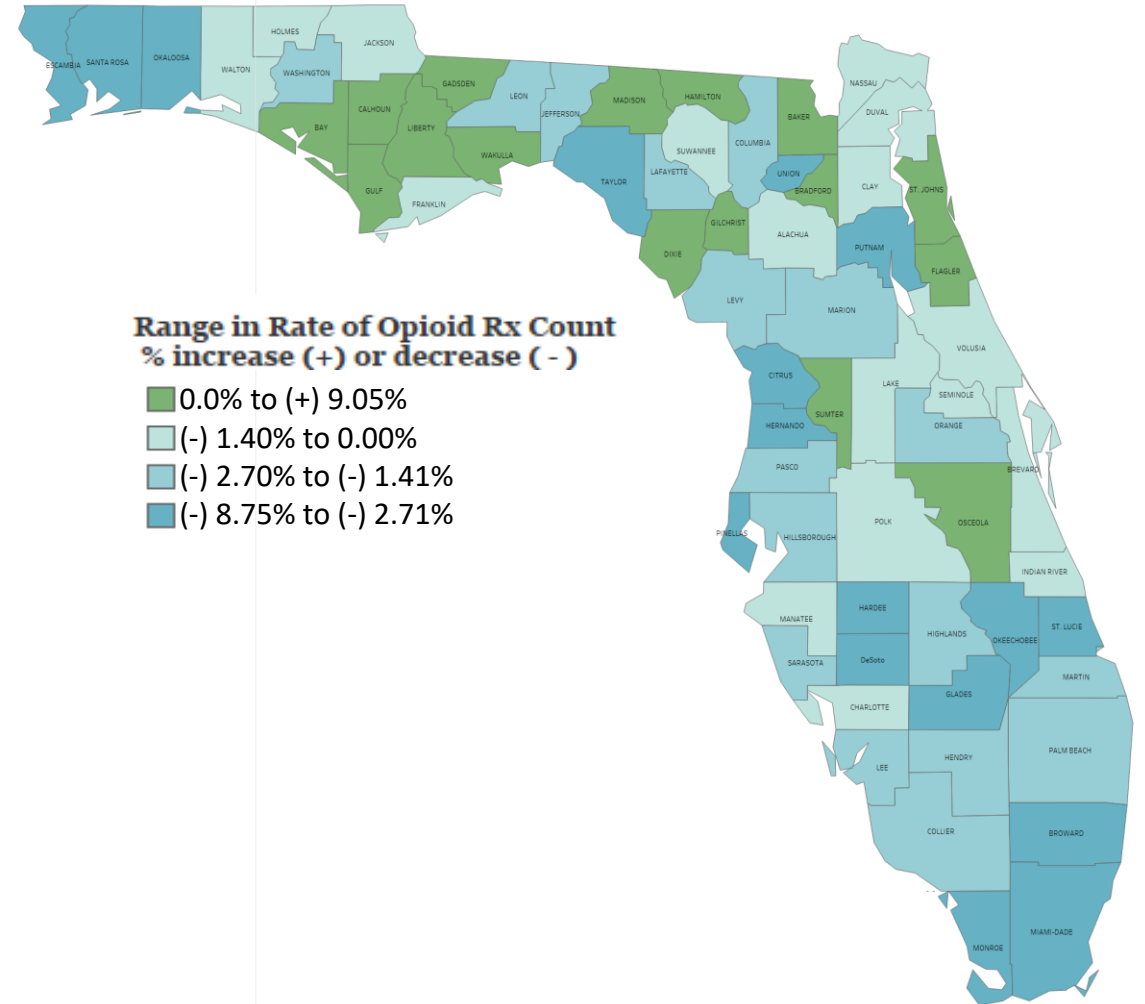 HOLMES
JACKSON
ESCAMBIA
SANTA ROSA
OKALOOSA
WALTON
WASHINGTON
GADSDEN
LEON
JEFFERSON
MADISON
HAMILTON
NASSAU
DUVAL
BAKER
CALHOUN
LIBERTY
BAY
WAKULLA
COLUMBIA
SUWANNEE
LAFAYETTE
TAYLOR
UNION
BRADFORD
CLAY
ST. JOHNS
GULF
FRANKLIN
GILCHRIST
ALACHUA
DIXIE
PUTNAM
FLAGLER
LEVY
MARION
VOLUSIA
Range in Rate of Opioid Rx Count
% increase (+) or decrease ( - )
0.0% to (+) 9.05%
(-) 1.40% to 0.00%
(-) 2.70% to (-) 1.41%
(-) 8.75% to (-) 2.71%
CITRUS
LAKE
SEMINOLE
SUMTER
HERNANDO
ORANGE
PASCO
BREVARD
POLK
OSCEOLA
PINELLAS
HILLSBOROUGH
INDIAN RIVER
HARDEE
MANATEE
HIGHLANDS
OKEECHOBEE
ST. LUCIE
SARASOTA
DeSoto
MARTIN
GLADES
CHARLOTTE
PALM BEACH
HENDRY
LEE
COLLIER
BROWARD
MIAMI-DADE
MONROE